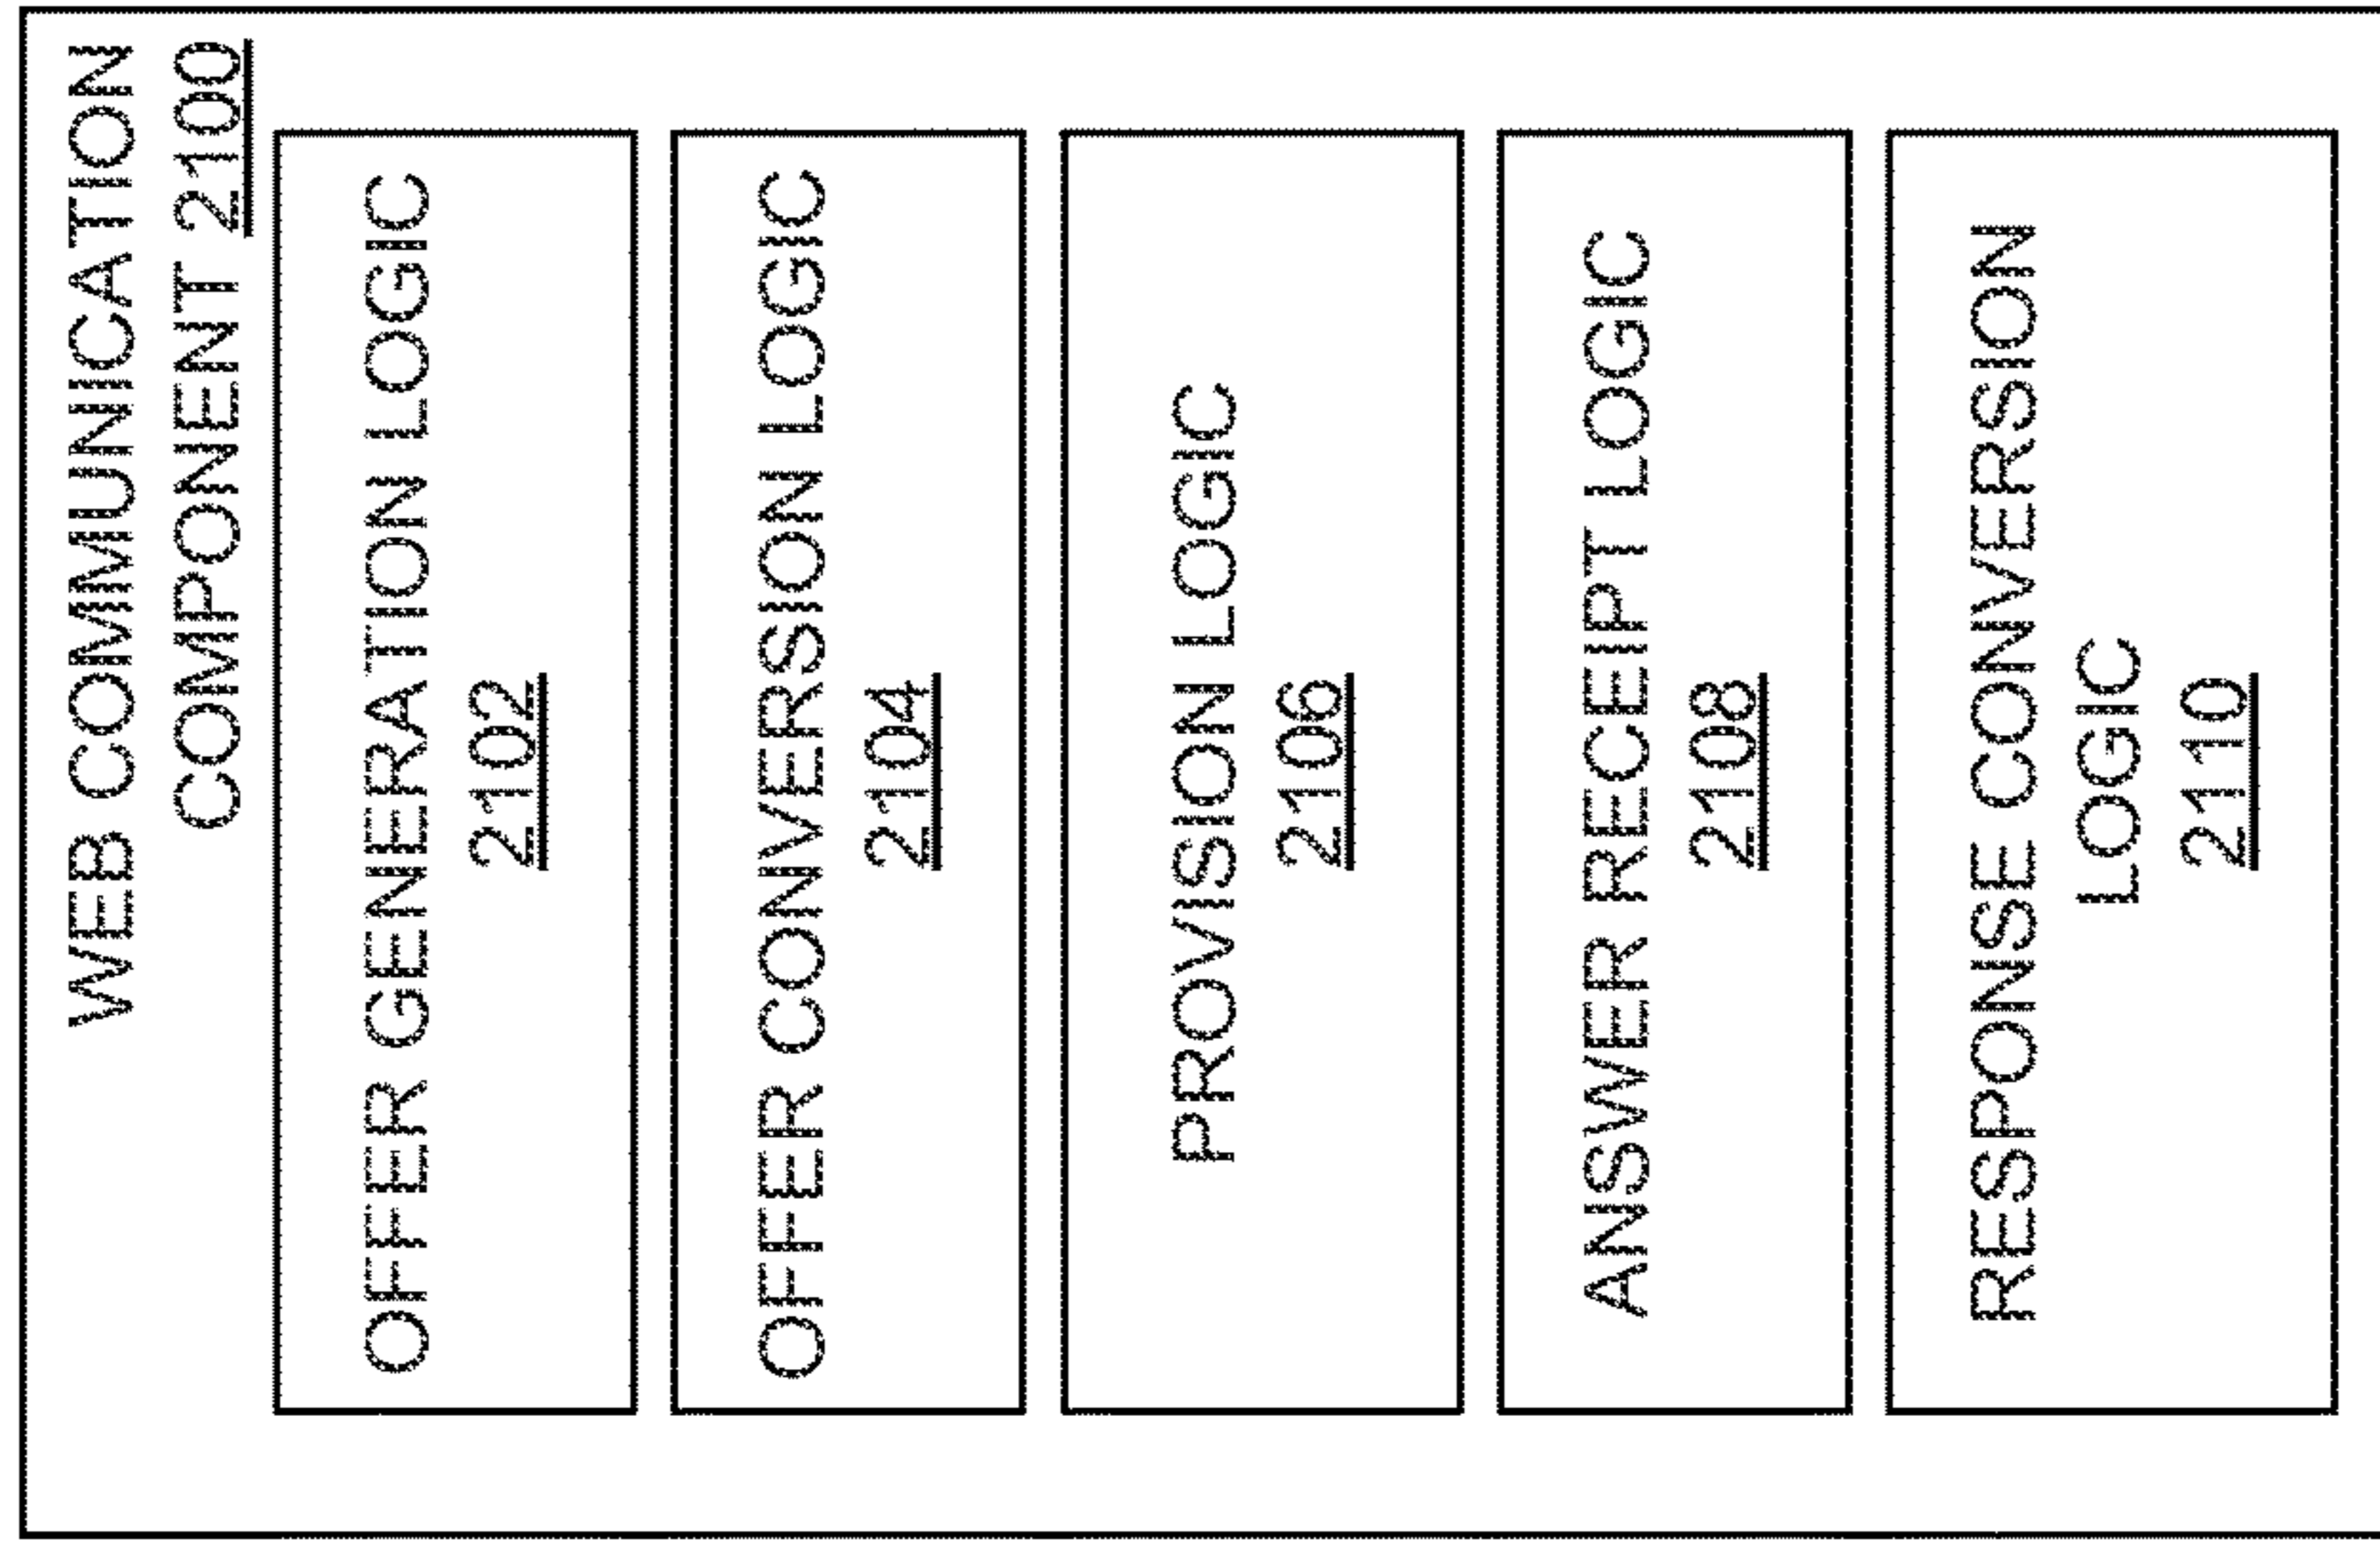 WEB COMMUNICATION
COMPONENT 2100
OFFER GENERATION LOGIC
2102
OFFER CONVERSION LOGIC
2104
PROVISION LOGIC
2106
ANSWER RECEIPT LOGIC
2108
RESPONSE CONVERSION
LOGIC
2110